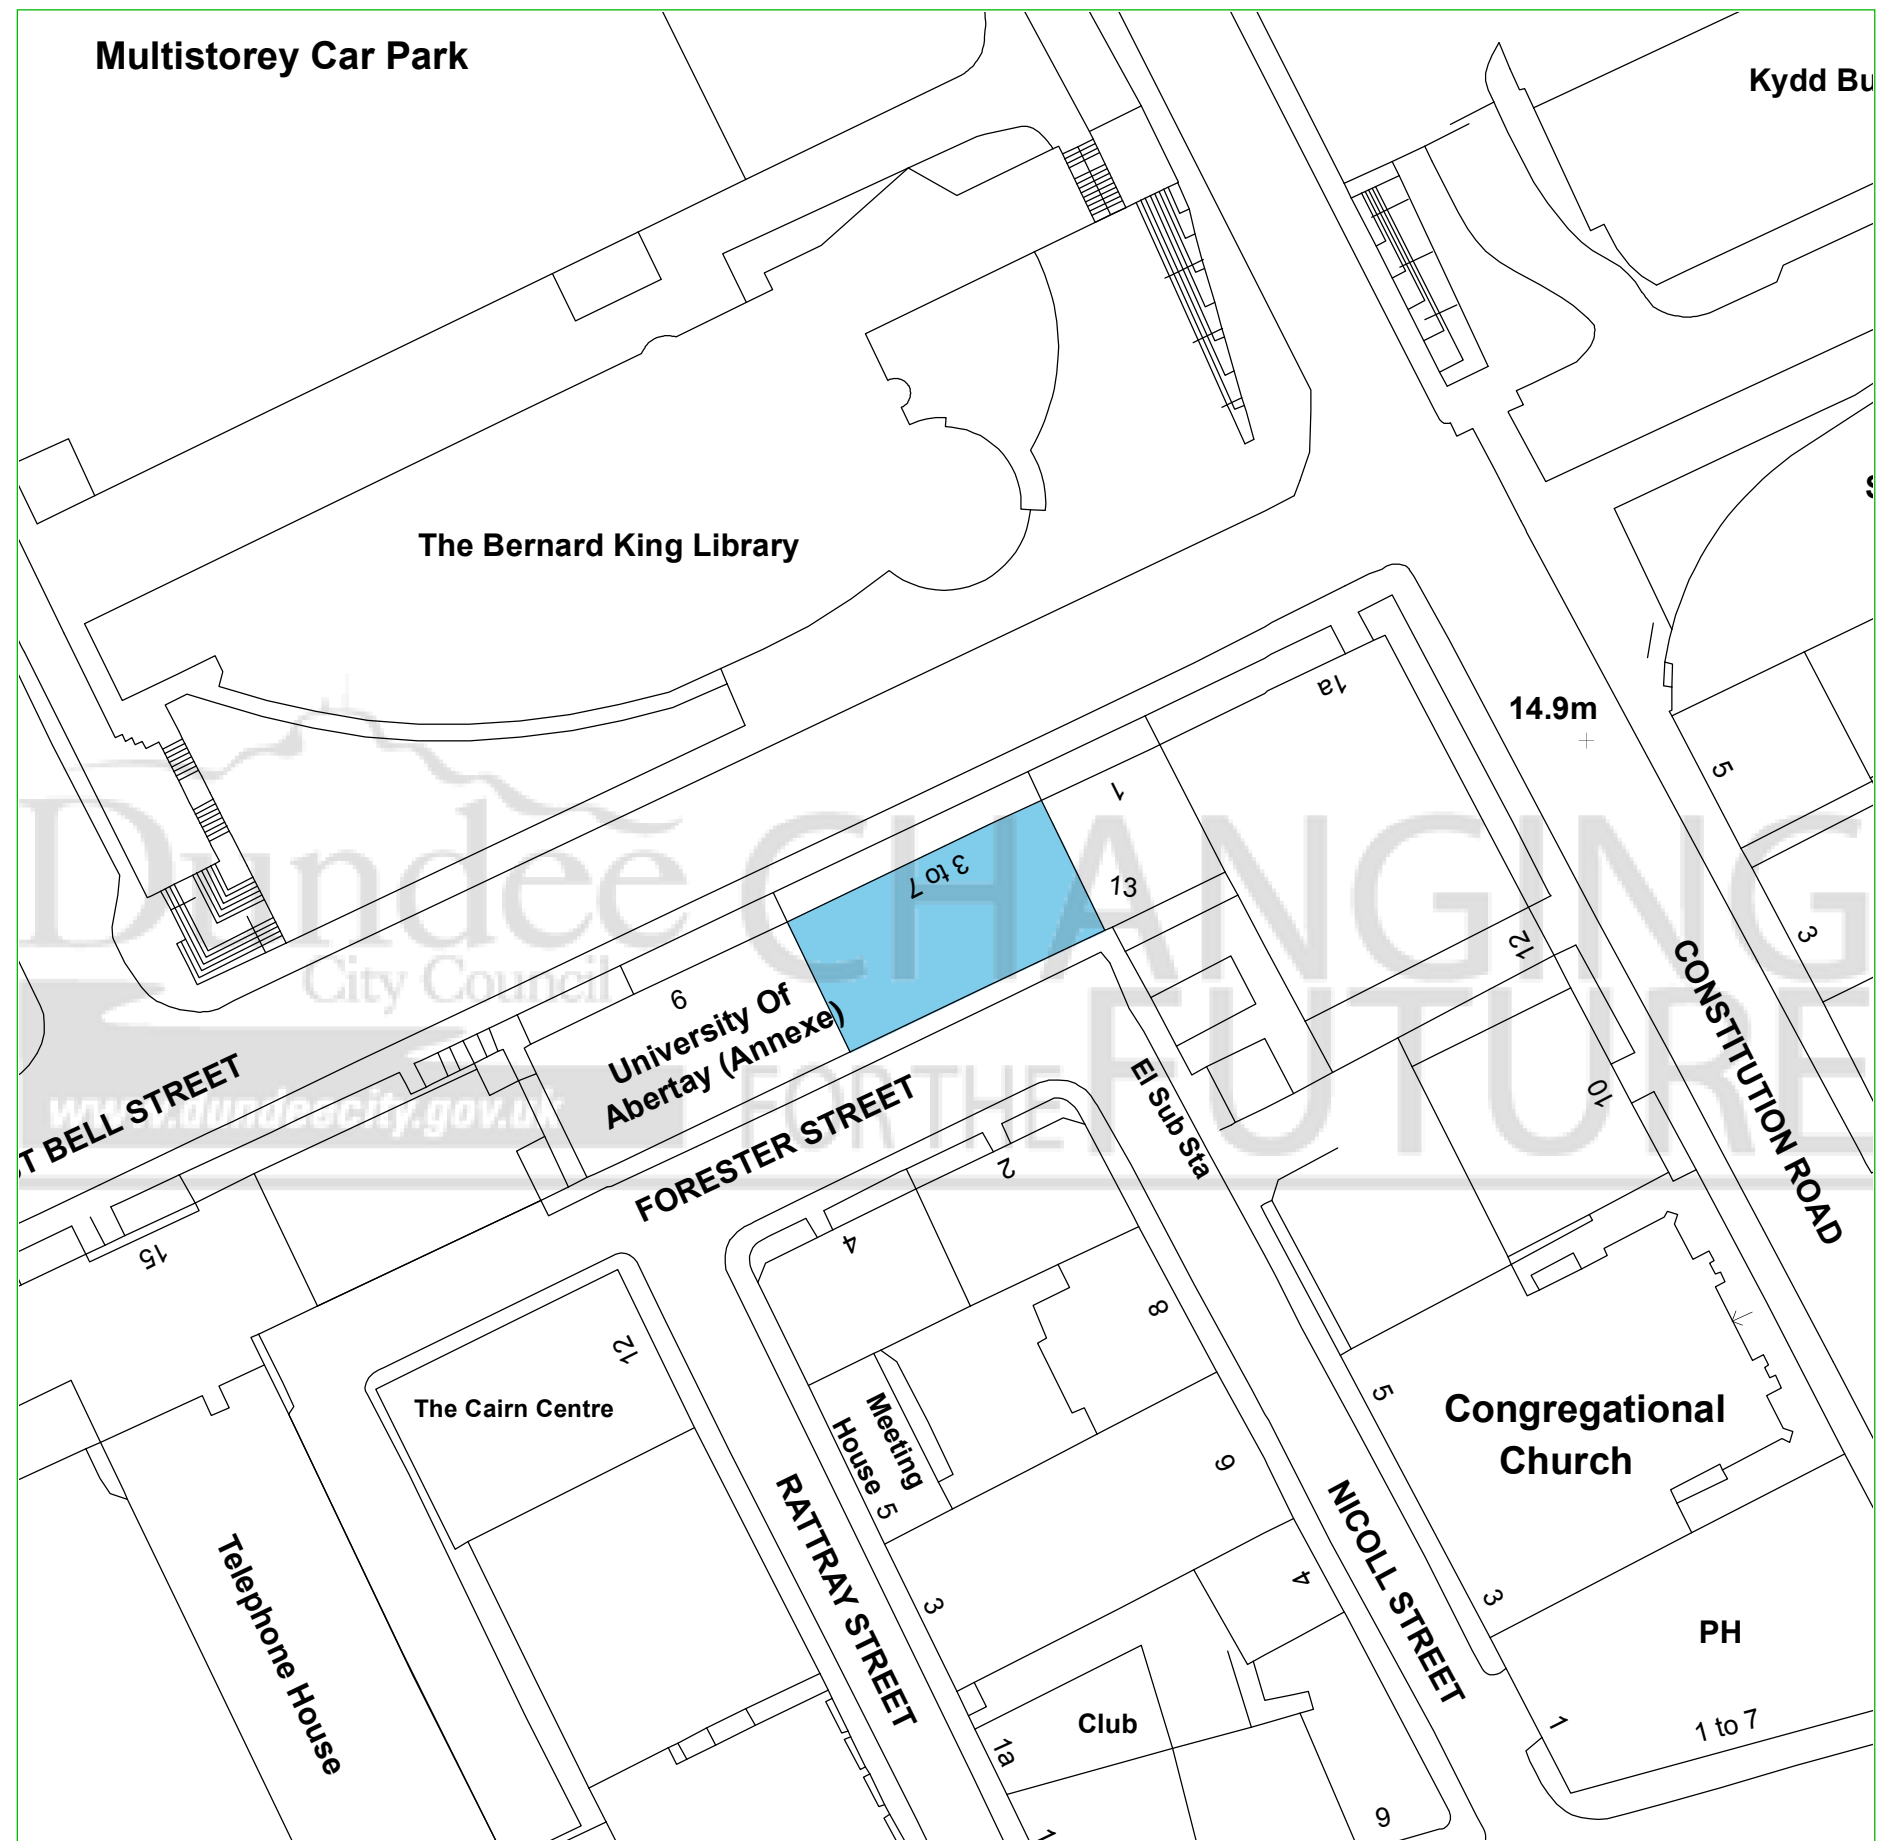 Multistorey Car Park
Kydd Bu
The Bernard King Library
1a
14.9m
5
1
3 to 7
13
Dundee
City Council
www.dundeecity.gov.uk
CHANGING
FOR THE FUTURE
9
University Of
Abertay (Annexe)
12
3
CONSTITUTION ROAD
T BELL STREET
FORESTER STREET
El Sub Sta
10
2
4
15
8
12
The Cairn Centre
Meeting
House 5
5
Congregational
Church
6
RATTRAY STREET
NICOLL STREET
Telephone House
3
4
3
PH
Club
1a
1
1 to 7
9
1